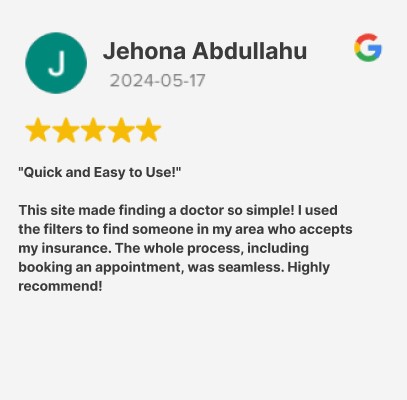 J
Jehona Abdullahu
2024-05-17
"Quick and Easy to Use!"
This site made finding a doctor so simple! I used
the filters to find someone in my area who accepts
my insurance. The whole process, including
booking an appointment, was seamless. Highly
recommend!